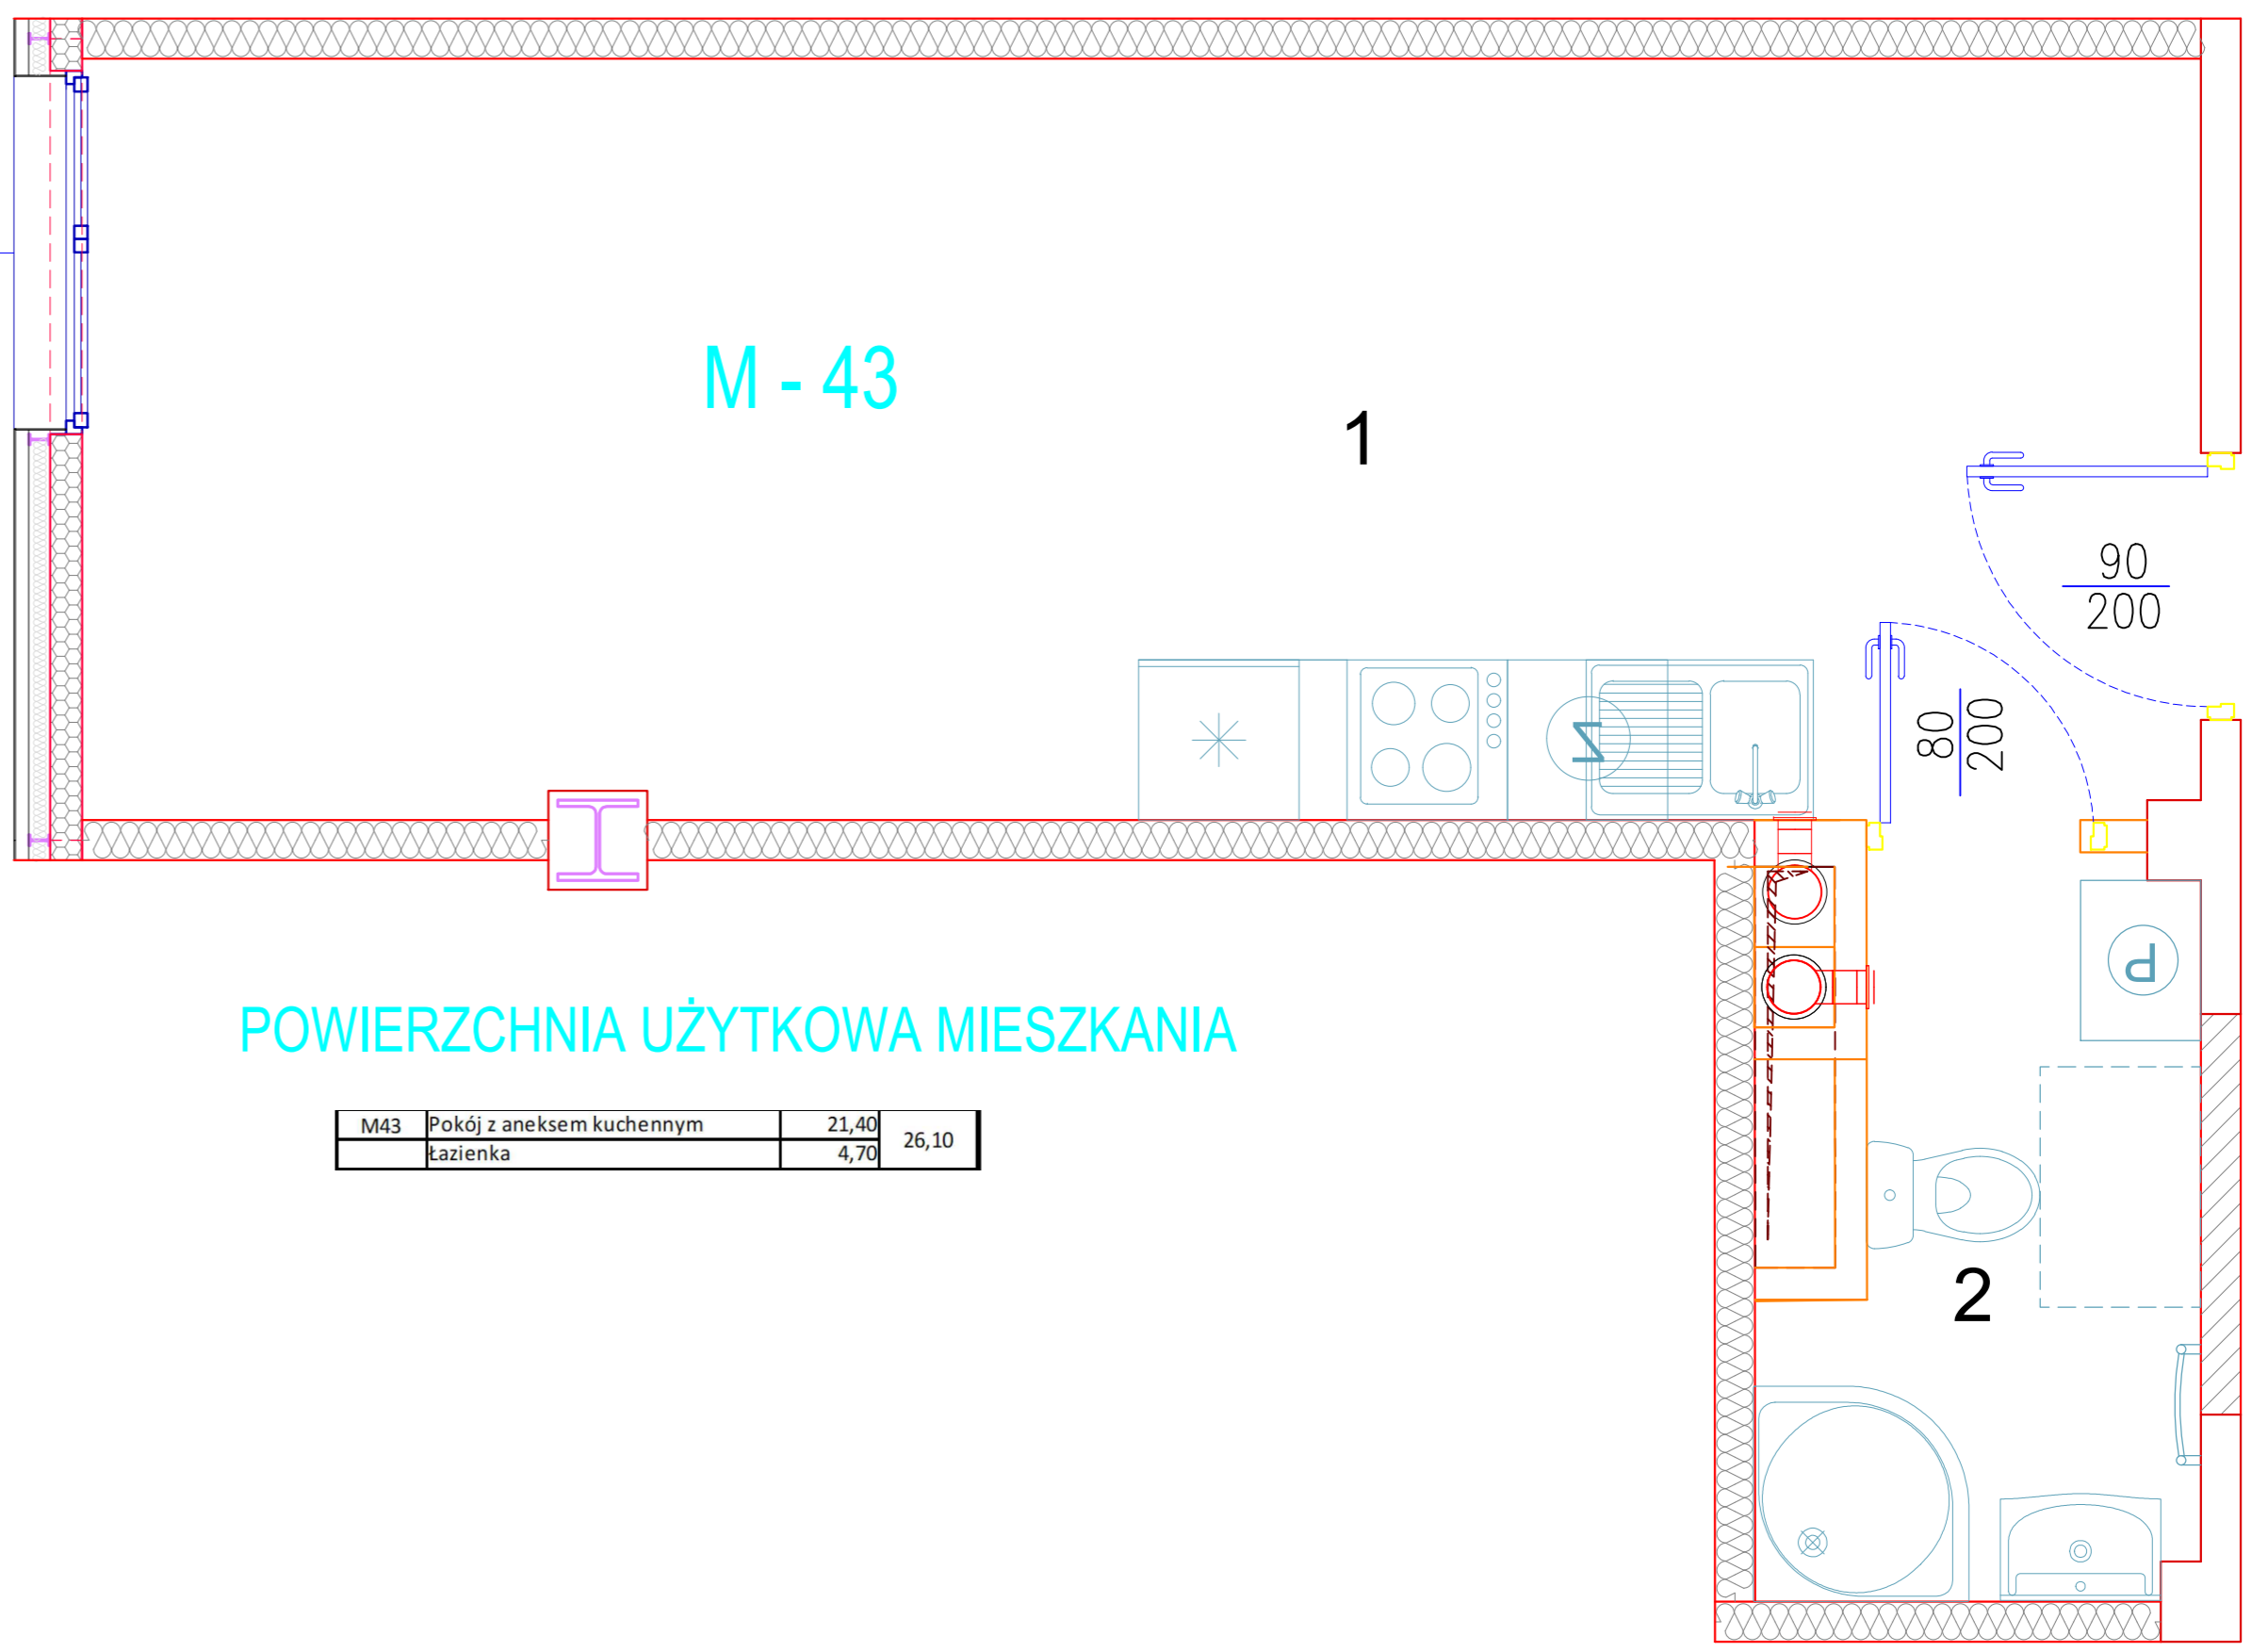 M - 43
1
90
200
80
200
Z
P
POWIERZCHNIA UŻYTKOWA MIESZKANIA
M43 Pokój z aneksem kuchennym 21,40 26,10
Łazienka 4,70
2